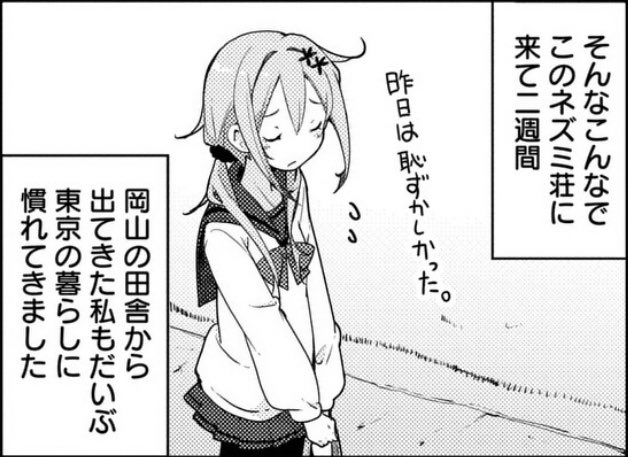 そんなこんなで
このネズミ荘に
来て二週間
昨日は恥ずかしかった。
岡山の田舎から
出てきた私もだいぶ
東京の暮らしに
慣れてきました